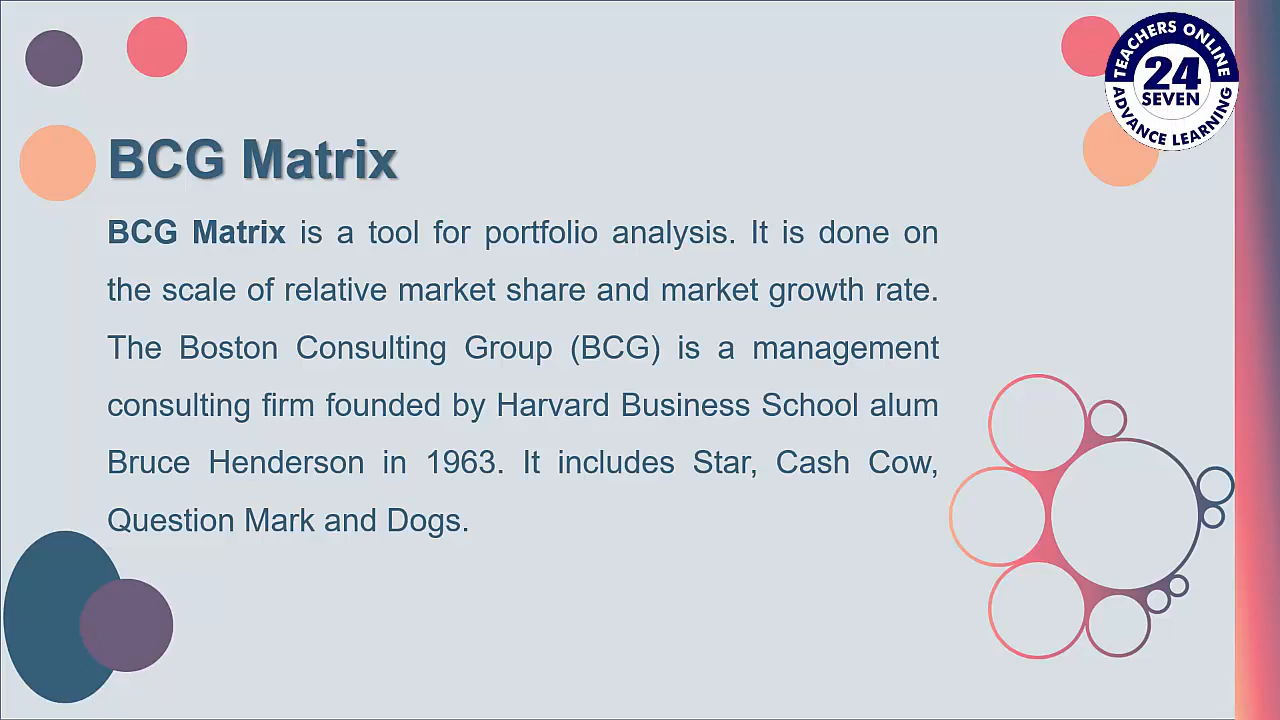 TEACHERS ONLINE
24
SEVEN
ADVANCE LEARNING
BCG Matrix
BCG Matrix is a tool for portfolio analysis. It is done on
the scale of relative market share and market growth rate.
The Boston Consulting Group (BCG) is a management
consulting firm founded by Harvard Business School alum
Bruce Henderson in 1963. It includes Star, Cash Cow,
Question Mark and Dogs.